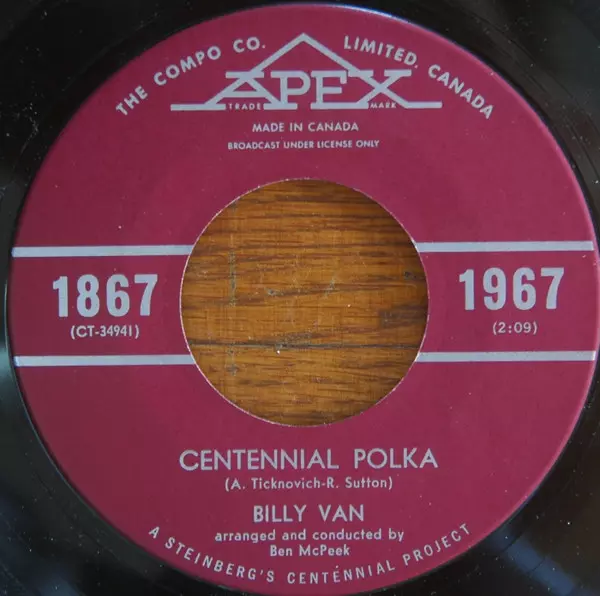 THE COMPO CO. LIMITED, CANADA
APEX
TRADE MARK
MADE IN CANADA
BROADCAST UNDER LICENSE ONLY
1867
(CT-34941)
1967
(2:09)
CENTENNIAL POLKA
(A. Ticknovich-R. Sutton)
BILLY VAN
arranged and conducted by
Ben McPeek
A STEINBERG'S CENTENNIAL PROJECT